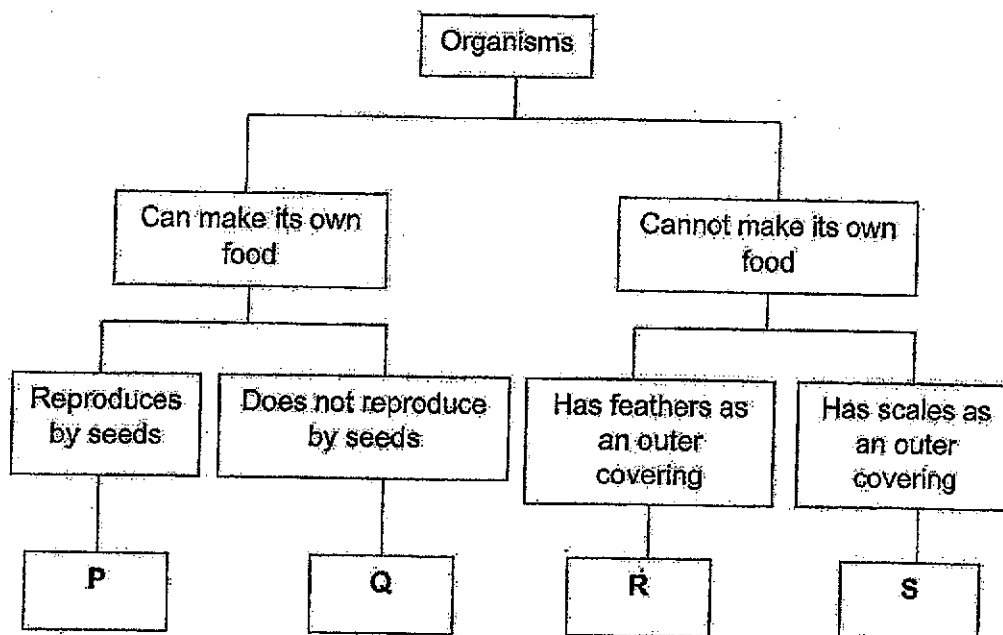 Organisms
Can make its own
food
Cannot make its own
food
Reproduces
by seeds
Does not reproduce
by seeds
Has feathers as
an outer
covering
Has scales as
an outer
covering
P
Q
R
S